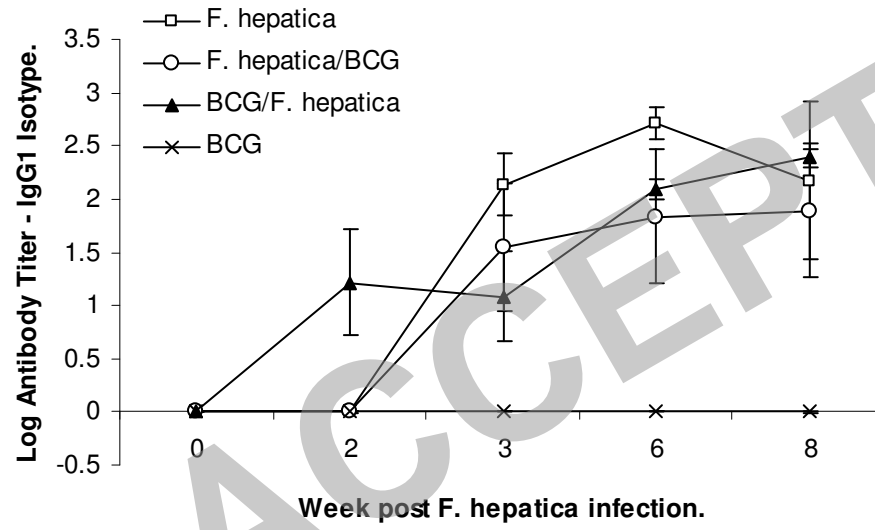 F. hepatica
F. hepatica/BCG
BCG/F. hepatica
BCG
Log Antibody Titer - IgG1 Isotype.
3.5
3
2.5
2
1.5
1
0.5
0
-0.5
0 2 3 6 8
Week post F. hepatica infection.
ACCEPT